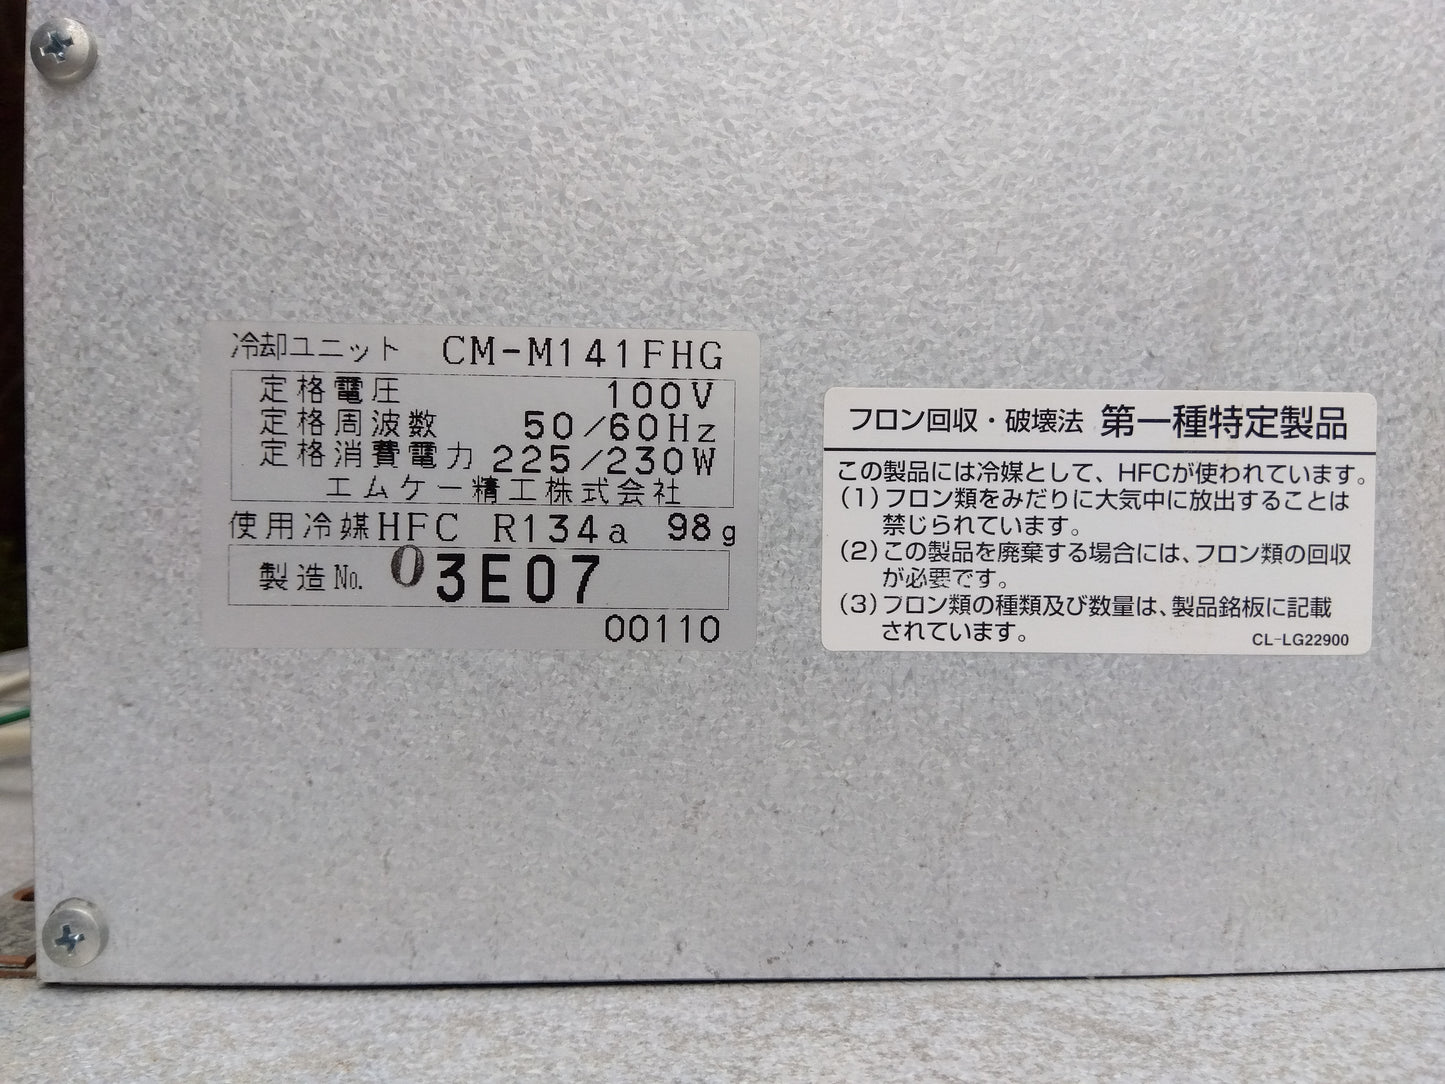 冷却ユニット CM-M141FHG
定格電圧 100V
定格周波数 50/60Hz
定格消費電力 225/230W
エムケー精工株式会社
使用冷媒HFC R134a 98g
製造No. 03E07
00110
フロン回収・破壊法 第一種特定製品
この製品には冷媒として、HFCが使われています。
(1)フロン類をみだりに大気中に放出することは
禁じられています。
(2)この製品を廃棄する場合には、フロン類の回収
が必要です。
(3)フロン類の種類及び数量は、製品銘板に記載
されています。
CL-LG22900